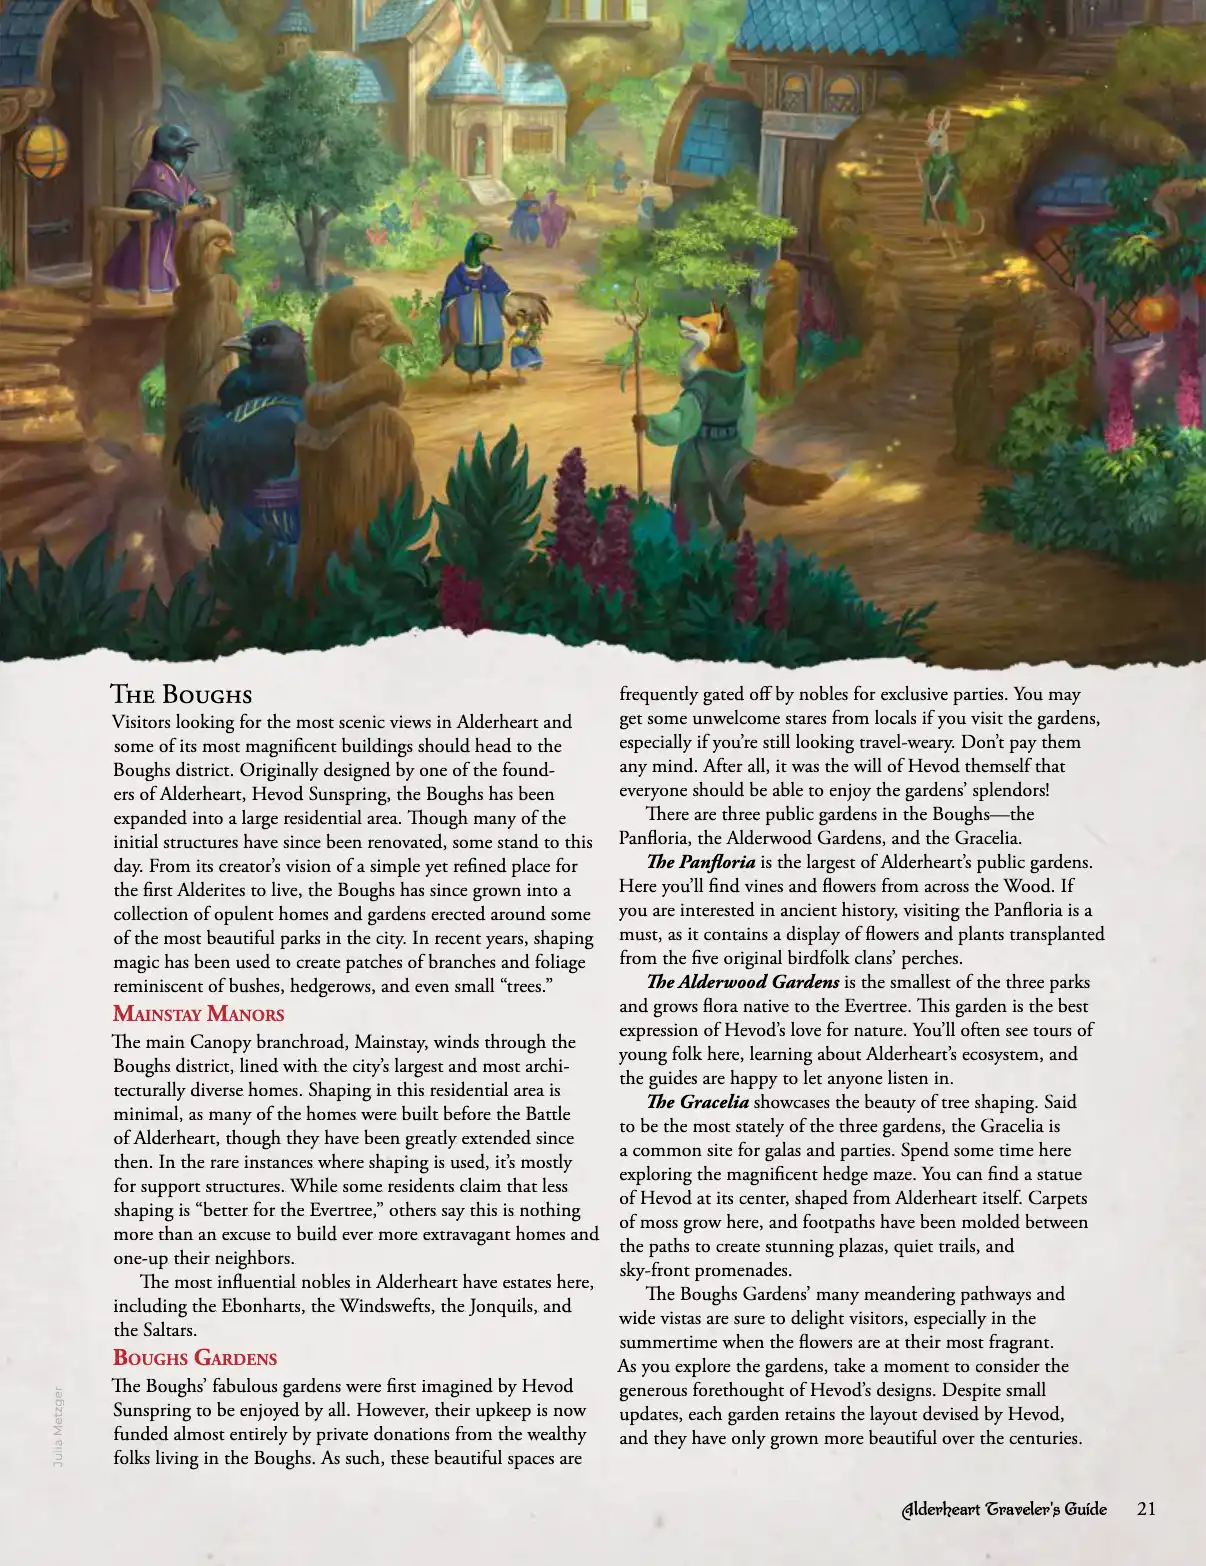 The Boughs
Visitors looking for the most scenic views in Alderheart and
some of its most magnificent buildings should head to the
Boughs district. Originally designed by one of the found-
ers of Alderheart, Hevod Sunspring, the Boughs has been
expanded into a large residential area. Though many of the
initial structures have since been renovated, some stand to this
day. From its creator’s vision of a simple yet refined place for
the first Alderites to live, the Boughs has since grown into a
collection of opulent homes and gardens erected around some
of the most beautiful parks in the city. In recent years, shaping
magic has been used to create patches of branches and foliage
reminiscent of bushes, hedgerows, and even small “trees.”
Mainstay Manors
The main Canopy branchroad, Mainstay, winds through the
Boughs district, lined with the city’s largest and most archi-
tecturally diverse homes. Shaping in this residential area is
minimal, as many of the homes were built before the Battle
of Alderheart, though they have been greatly extended since
then. In the rare instances where shaping is used, it’s mostly
for support structures. While some residents claim that less
shaping is “better for the Evertree,” others say this is nothing
more than an excuse to build ever more extravagant homes and
one-up their neighbors.
The most influential nobles in Alderheart have estates here,
including the Ebonharts, the Windswefts, the Jonquils, and
the Saltars.
Boughs Gardens
The Boughs’ fabulous gardens were first imagined by Hevod
Sunspring to be enjoyed by all. However, their upkeep is now
funded almost entirely by private donations from the wealthy
folks living in the Boughs. As such, these beautiful spaces are
frequently gated off by nobles for exclusive parties. You may
get some unwelcome stares from locals if you visit the gardens,
especially if you’re still looking travel-weary. Don’t pay them
any mind. After all, it was the will of Hevod themself that
everyone should be able to enjoy the gardens’ splendors!
There are three public gardens in the Boughs—the
Panfloria, the Alderwood Gardens, and the Gracelia.
The Panfloria is the largest of Alderheart’s public gardens.
Here you’ll find vines and flowers from across the Wood. If
you are interested in ancient history, visiting the Panfloria is a
must, as it contains a display of flowers and plants transplanted
from the five original birdfolk clans’ perches.
The Alderwood Gardens is the smallest of the three parks
and grows flora native to the Evertree. This garden is the best
expression of Hevod’s love for nature. You’ll often see tours of
young folk here, learning about Alderheart’s ecosystem, and
the guides are happy to let anyone listen in.
The Gracelia showcases the beauty of tree shaping. Said
to be the most stately of the three gardens, the Gracelia is
a common site for galas and parties. Spend some time here
exploring the magnificent hedge maze. You can find a statue
of Hevod at its center, shaped from Alderheart itself. Carpets
of moss grow here, and footpaths have been molded between
the paths to create stunning plazas, quiet trails, and
sky-front promenades.
The Boughs Gardens’ many meandering pathways and
wide vistas are sure to delight visitors, especially in the
summertime when the flowers are at their most fragrant.
As you explore the gardens, take a moment to consider the
generous forethought of Hevod’s designs. Despite small
updates, each garden retains the layout devised by Hevod,
and they have only grown more beautiful over the centuries.
Julia Metzger
Alderheart Traveler's Guide 21